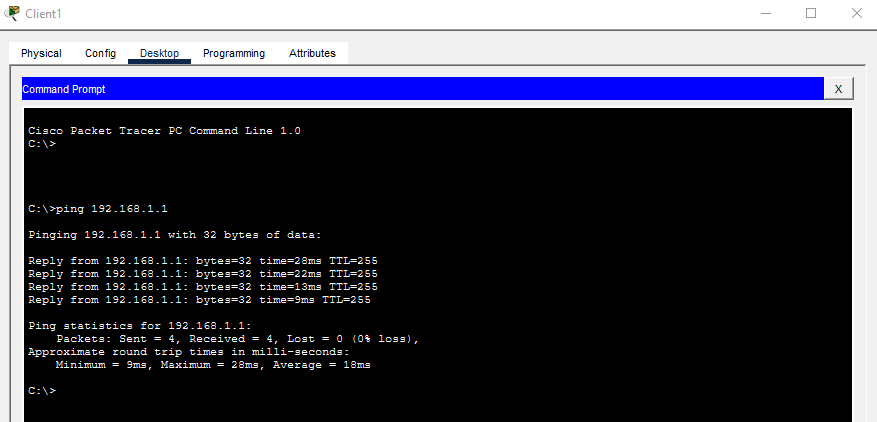 Client1
Physical Config Desktop Programming Attributes
Command Prompt X
Cisco Packet Tracer PC Command Line 1.0
C:\>
C:\>ping 192.168.1.1
Pinging 192.168.1.1 with 32 bytes of data:
Reply from 192.168.1.1: bytes=32 time=28ms TTL=255
Reply from 192.168.1.1: bytes=32 time=22ms TTL=255
Reply from 192.168.1.1: bytes=32 time=13ms TTL=255
Reply from 192.168.1.1: bytes=32 time=9ms TTL=255
Ping statistics for 192.168.1.1:
Packets: Sent = 4, Received = 4, Lost = 0 (0% loss),
Approximate round trip times in milli-seconds:
Minimum = 9ms, Maximum = 28ms, Average = 18ms
C:\>